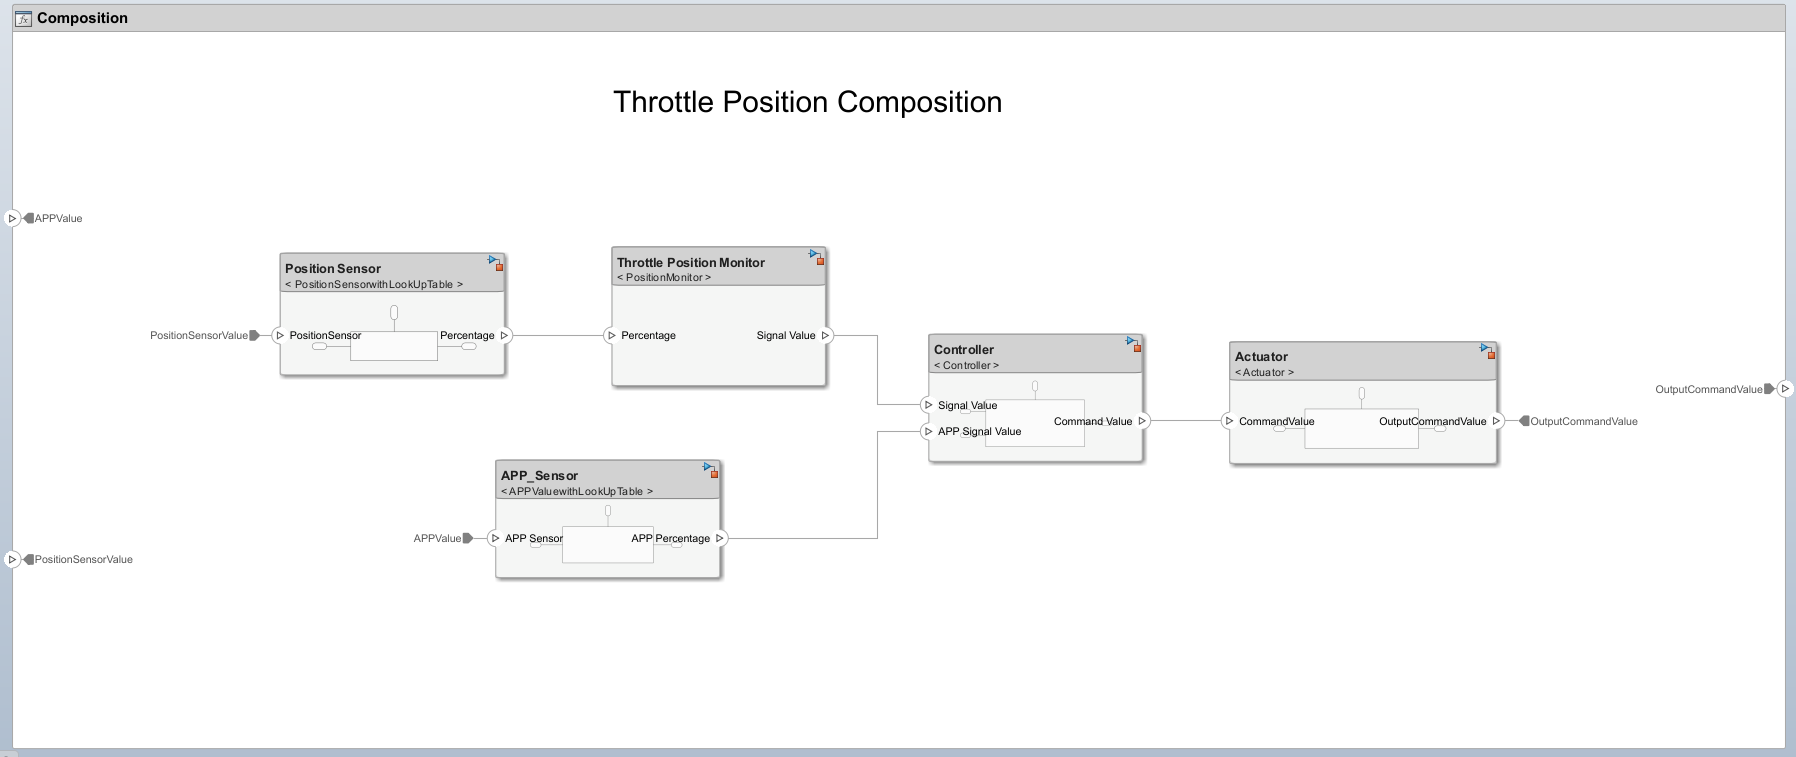 Composition
Throttle Position Composition
APPValue
PositionSensorValue
Position Sensor
< PositionSensorwithLookUpTable >
PositionSensor
Percentage
Throttle Position Monitor
< PositionMonitor >
Percentage
Signal Value
Controller
< Controller >
Signal Value
APP Signal Value
Command Value
Actuator
< Actuator >
CommandValue
OutputCommandValue
OutputCommandValue
OutputCommandValue
APPValue
APP_Sensor
< APPValuewithLookUpTable >
APP Sensor
APP Percentage
PositionSensorValue